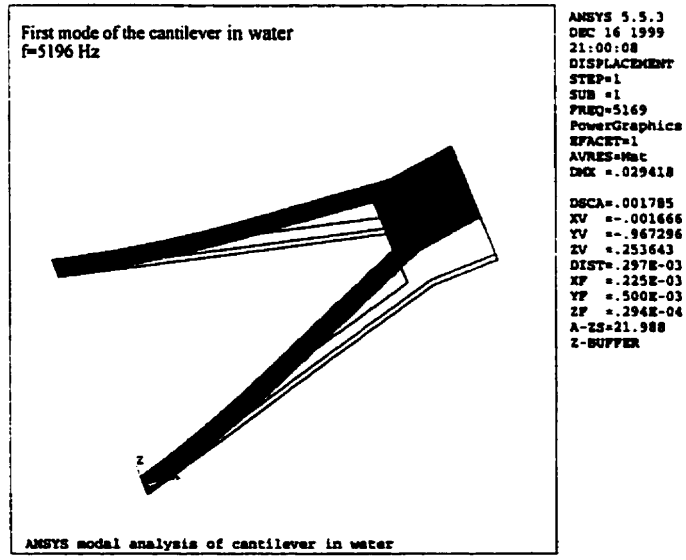 First mode of the cantilever in water
f=5196 Hz
ANSYS 5.5.3
DEC 16 1999
21:00:08
DISPLACEMENT
STEP=1
SUB =1
FREQ=5169
PowerGraphics
EFACET=1
AVRES=Mat
DMX =.029418
DSCA=.001785
XV =-.001666
YV =-.967296
ZV =.253643
DIST=.297E-03
XF =.225E-03
YF =.500E-03
ZF =.294E-04
A-ZS=21.988
Z-BUFFER
Z
ANSYS modal analysis of cantilever in water